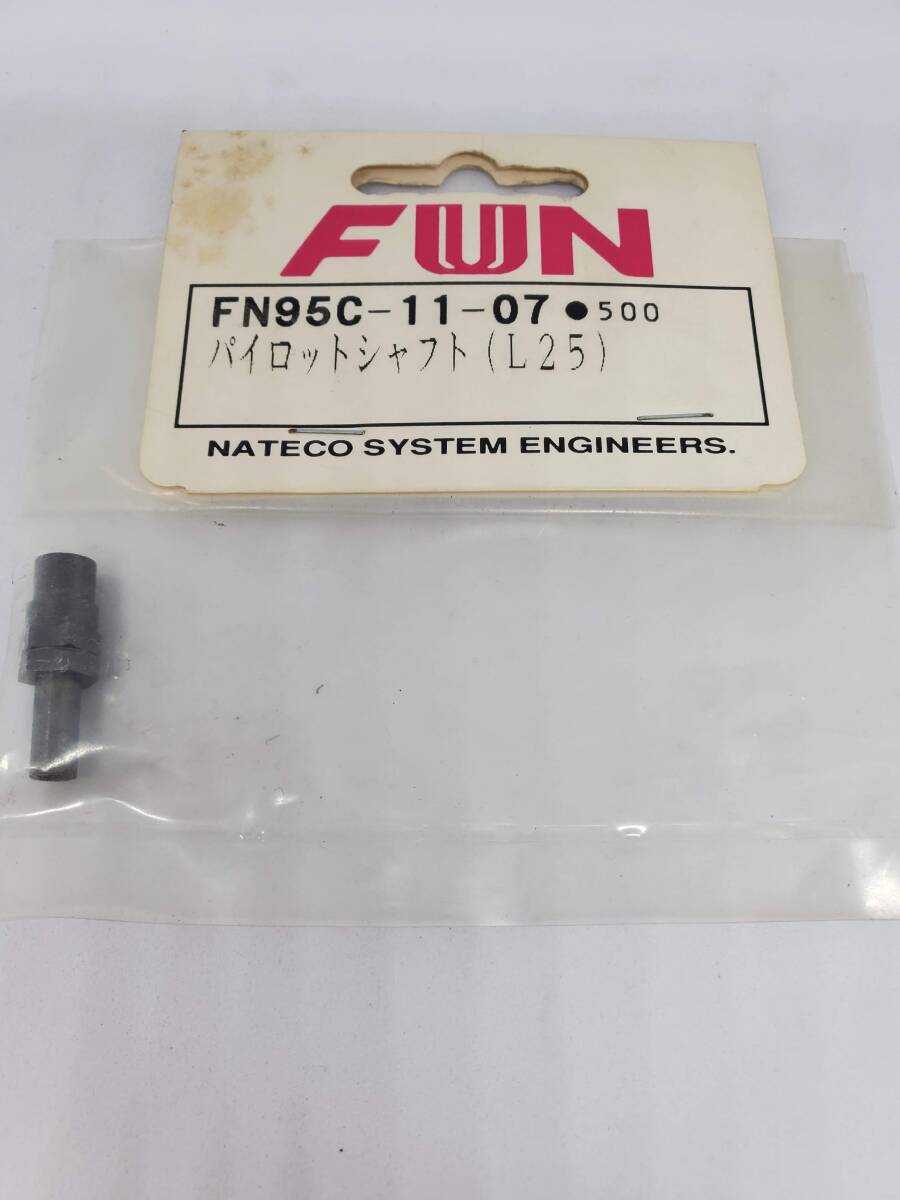 FUN
FN95C-11-07●500
パイロットシャフト(L25)
NATECO SYSTEM ENGINEERS.